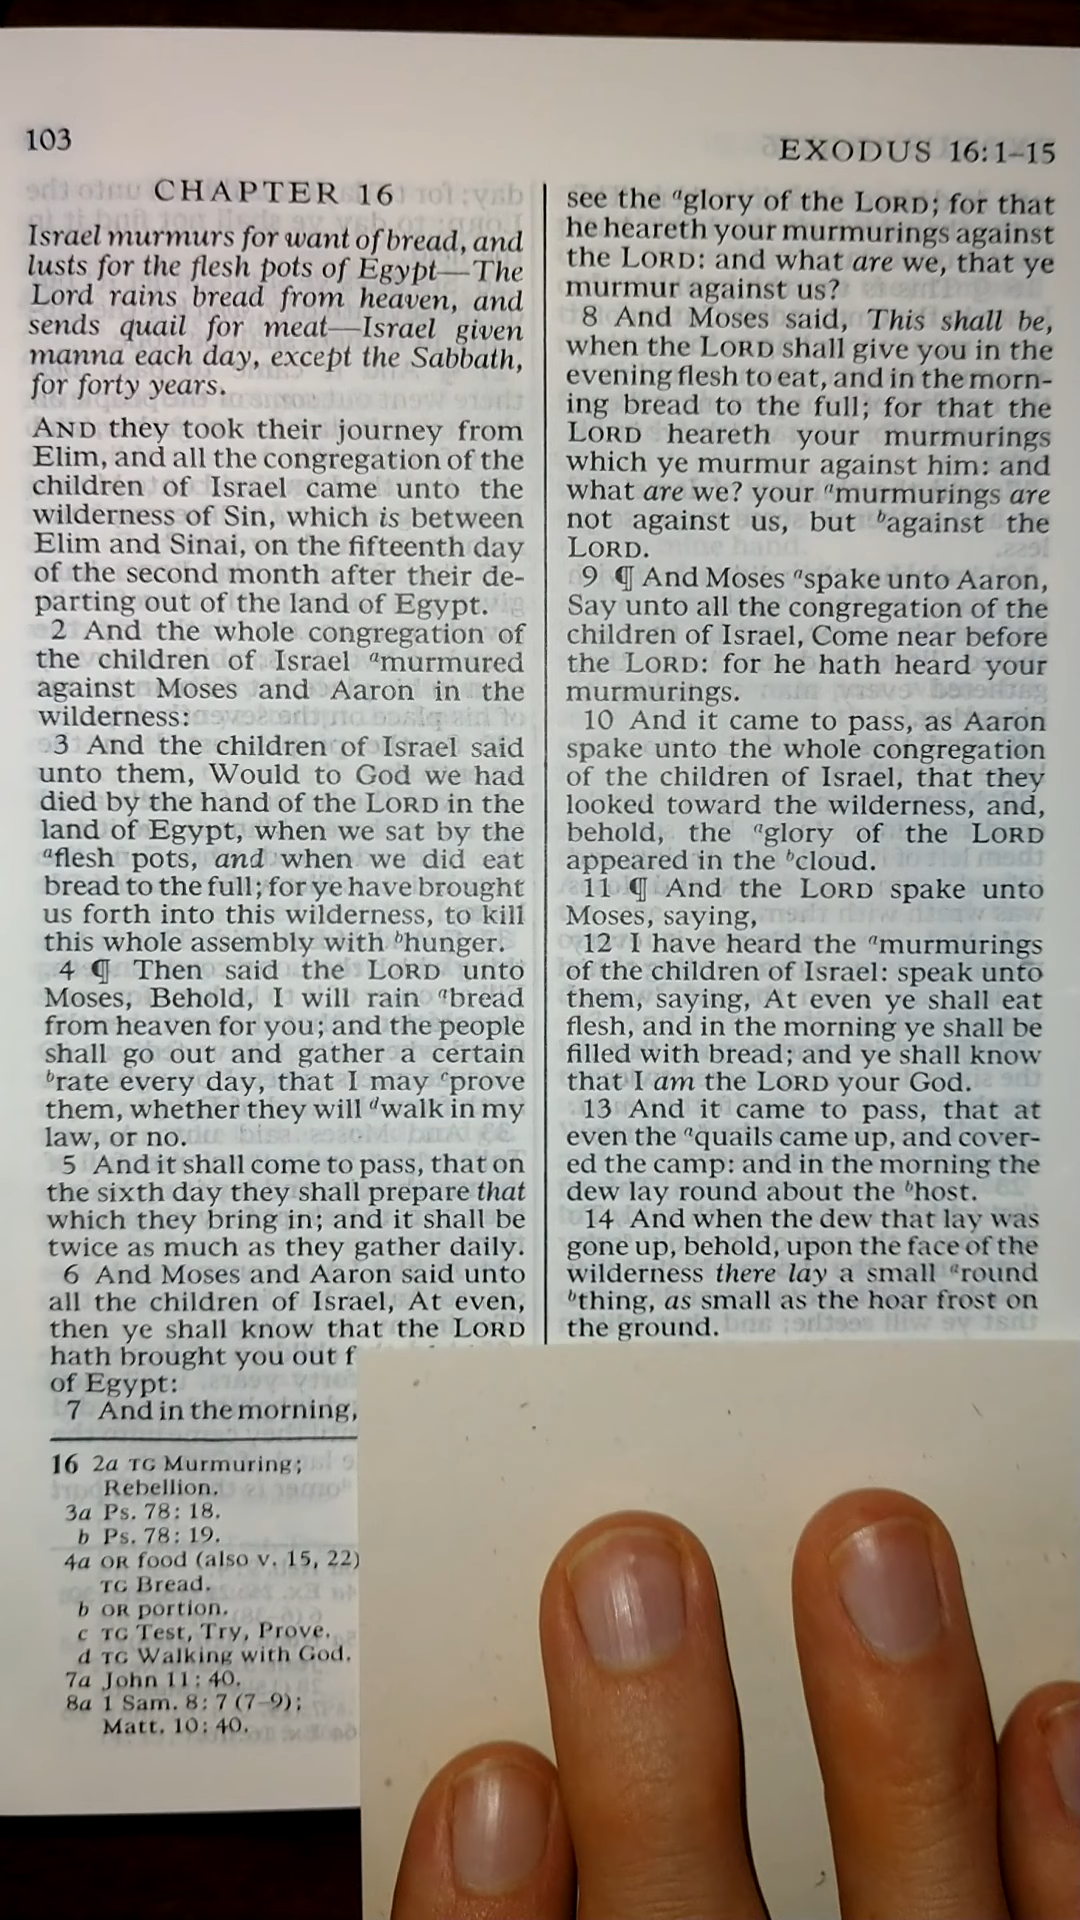 103
EXODUS 16:1–15
CHAPTER 16
Israel murmurs for want of bread, and
lusts for the flesh pots of Egypt—The
Lord rains bread from heaven, and
sends quail for meat—Israel given
manna each day, except the Sabbath,
for forty years.
AND they took their journey from
Elim, and all the congregation of the
children of Israel came unto the
wilderness of Sin, which is between
Elim and Sinai, on the fifteenth day
of the second month after their de-
parting out of the land of Egypt.
2 And the whole congregation of
the children of Israel ᵃmurmured
against Moses and Aaron in the
wilderness:
3 And the children of Israel said
unto them, Would to God we had
died by the hand of the LORD in the
land of Egypt, when we sat by the
ᵃflesh pots, and when we did eat
bread to the full; for ye have brought
us forth into this wilderness, to kill
this whole assembly with ᵇhunger.
4 ¶ Then said the LORD unto
Moses, Behold, I will rain ᵃbread
from heaven for you; and the people
shall go out and gather a certain
ᵇrate every day, that I may ᶜprove
them, whether they will ᵈwalk in my
law, or no.
5 And it shall come to pass, that on
the sixth day they shall prepare that
which they bring in; and it shall be
twice as much as they gather daily.
6 And Moses and Aaron said unto
all the children of Israel, At even,
then ye shall know that the LORD
hath brought you out f
of Egypt:
7 And in the morning,
16 2a TG Murmuring;
Rebellion.
3a Ps. 78: 18.
b Ps. 78: 19.
4a OR food (also v. 15, 22)
TG Bread.
b OR portion.
c TG Test, Try, Prove.
d TG Walking with God.
7a John 11: 40.
8a 1 Sam. 8: 7 (7–9);
Matt. 10: 40.
see the ᵃglory of the LORD; for that
he heareth your murmurings against
the LORD: and what are we, that ye
murmur against us?
8 And Moses said, This shall be,
when the LORD shall give you in the
evening flesh to eat, and in the morn-
ing bread to the full; for that the
LORD heareth your murmurings
which ye murmur against him: and
what are we? your ᵃmurmurings are
not against us, but ᵇagainst the
LORD.
9 ¶ And Moses ᵃspake unto Aaron,
Say unto all the congregation of the
children of Israel, Come near before
the LORD: for he hath heard your
murmurings.
10 And it came to pass, as Aaron
spake unto the whole congregation
of the children of Israel, that they
looked toward the wilderness, and,
behold, the ᵃglory of the LORD
appeared in the ᵇcloud.
11 ¶ And the LORD spake unto
Moses, saying,
12 I have heard the ᵃmurmurings
of the children of Israel: speak unto
them, saying, At even ye shall eat
flesh, and in the morning ye shall be
filled with bread; and ye shall know
that I am the LORD your God.
13 And it came to pass, that at
even the ᵃquails came up, and cover-
ed the camp: and in the morning the
dew lay round about the ᵇhost.
14 And when the dew that lay was
gone up, behold, upon the face of the
wilderness there lay a small ᵃround
ᵇthing, as small as the hoar frost on
the ground.